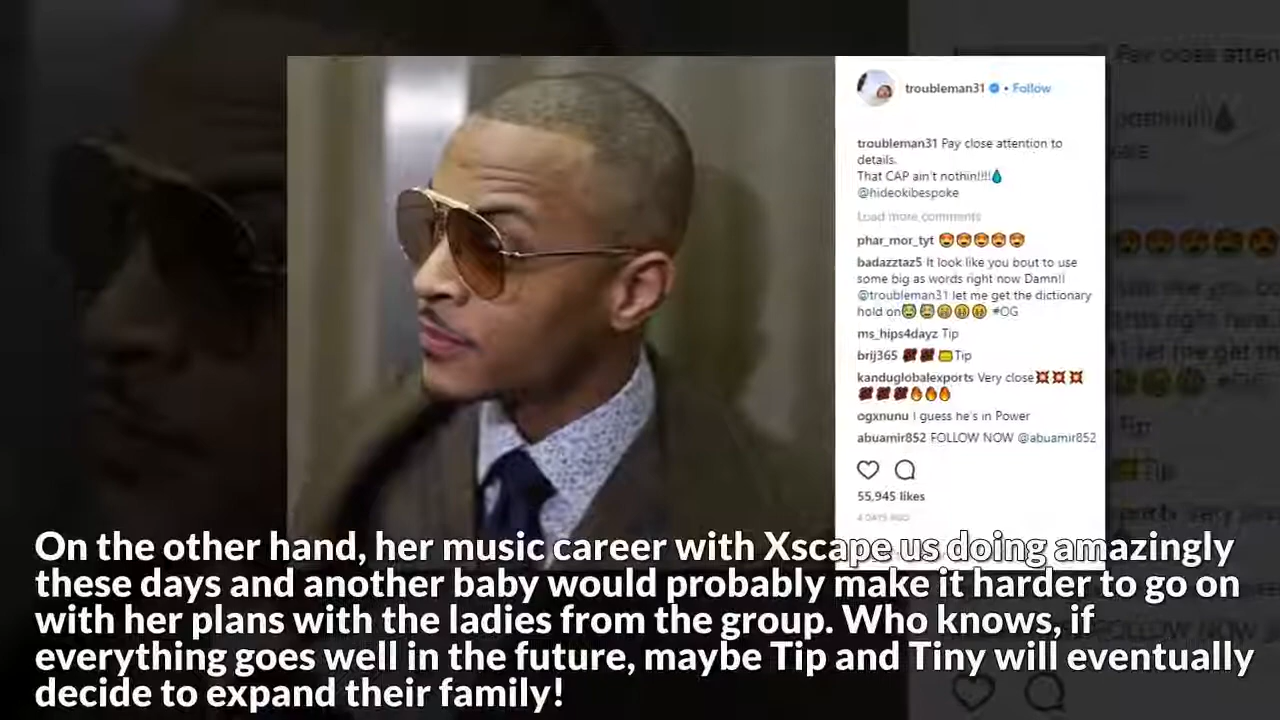 troubleman31 • Follow
troubleman31 Pay close attention to
details.
That CAP ain't nothin!!!!💧
@hideokibespoke
Load more comments
phar_mor_tyt 😍😍😍😍😍
badazztaz5 It look like you bout to use
some big as words right now Damn!!
@troubleman31 let me get the dictionary
hold on #OG
ms_hips4dayz Tip
brij365 Tip
kanduglobalexports Very close💥💥💥
🔥🔥🔥
ogxnunu I guess he's in Power
abuamir852 FOLLOW NOW @abuamir852
55,945 likes
4 DAYS AGO
On the other hand, her music career with Xscape us doing amazingly
these days and another baby would probably make it harder to go on
with her plans with the ladies from the group. Who knows, if
everything goes well in the future, maybe Tip and Tiny will eventually
decide to expand their family!